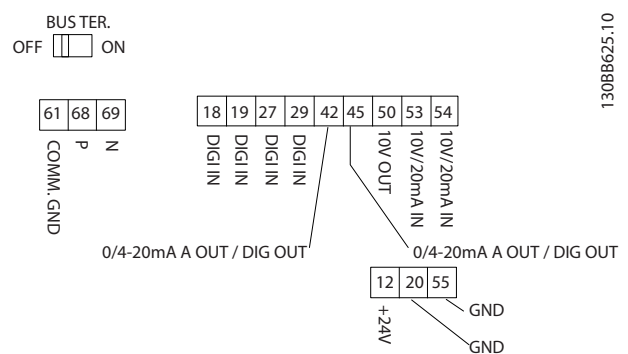 BUS TER.
OFF ON
130BB625.10
61 68 69
COMM. GND
P
N
18 19 27 29 42 45 50 53 54
DIGI IN
DIGI IN
DIGI IN
DIGI IN
10V OUT
10V/20mA IN
10V/20mA IN
0/4-20mA A OUT / DIG OUT
0/4-20mA A OUT / DIG OUT
12 20 55
+24V
GND
GND